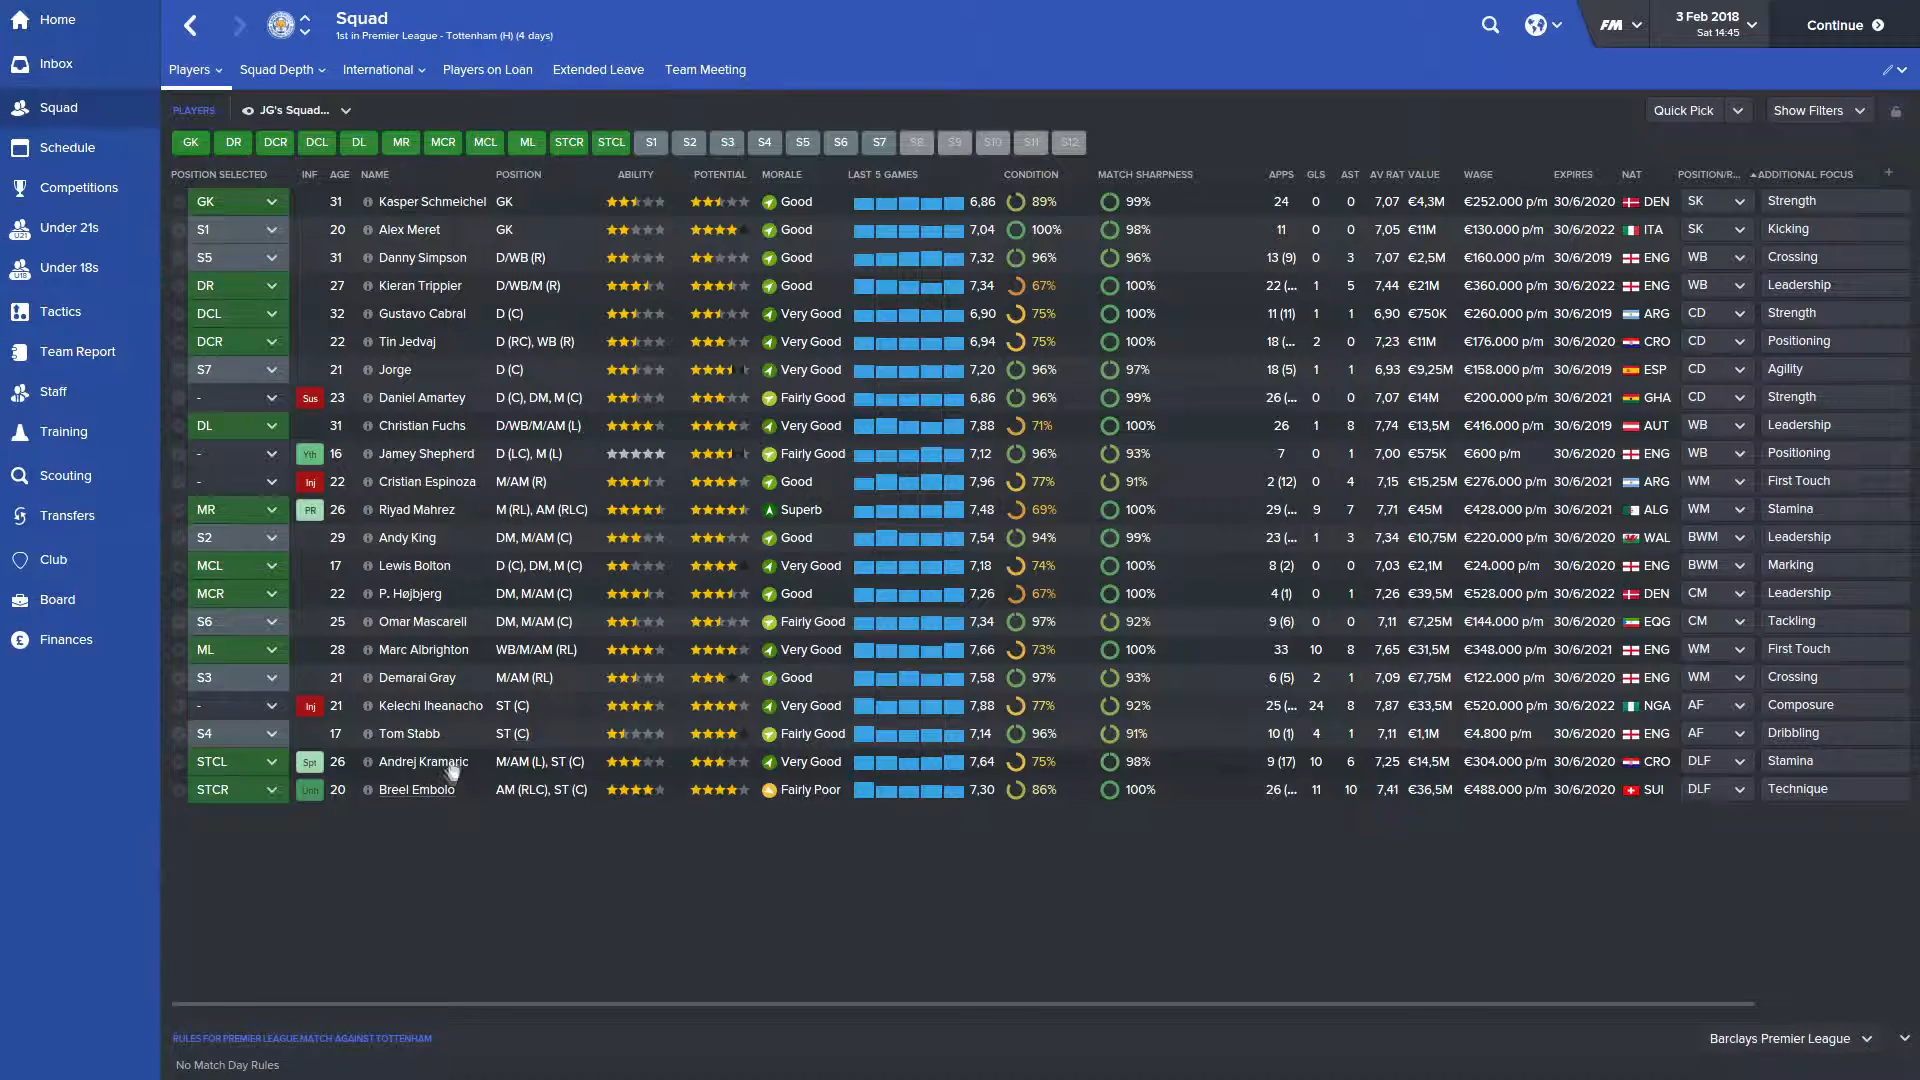 Home
Inbox
Squad
Schedule
Competitions
Under 21s
Under 18s
Tactics
Team Report
Staff
Training
Scouting
Transfers
Club
Board
Finances
Squad
1st in Premier League - Tottenham (H) (4 days)
FM
3 Feb 2018
Sat 14:45
Continue
Players Squad Depth International Players on Loan Extended Leave Team Meeting
PLAYERS JG's Squad... Quick Pick Show Filters
GK DR DCR DCL DL MR MCR MCL ML STCR STCL S1 S2 S3 S4 S5 S6 S7 S8 S9 S10 S11 S12
POSITION SELECTED INF AGE NAME POSITION ABILITY POTENTIAL MORALE LAST 5 GAMES CONDITION MATCH SHARPNESS APPS GLS AST AV RAT VALUE WAGE EXPIRES NAT POSITION/R... ADDITIONAL FOCUS +
GK 31 Kasper Schmeichel GK Good 6,86 89% 99% 24 0 0 7,07 €4,3M €252.000 p/m 30/6/2020 DEN SK Strength
S1 20 Alex Meret GK Good 7,04 100% 98% 11 0 0 7,05 €11M €130.000 p/m 30/6/2022 ITA SK Kicking
S5 31 Danny Simpson D/WB (R) Good 7,32 96% 96% 13 (9) 0 3 7,07 €2,5M €160.000 p/m 30/6/2019 ENG WB Crossing
DR 27 Kieran Trippier D/WB/M (R) Good 7,34 67% 100% 22 (... 1 5 7,44 €21M €360.000 p/m 30/6/2022 ENG WB Leadership
DCL 32 Gustavo Cabral D (C) Very Good 6,90 75% 100% 11 (11) 1 1 6,90 €750K €260.000 p/m 30/6/2019 ARG CD Strength
DCR 22 Tin Jedvaj D (RC), WB (R) Very Good 6,94 75% 100% 18 (... 2 0 7,23 €11M €176.000 p/m 30/6/2020 CRO CD Positioning
S7 21 Jorge D (C) Very Good 7,20 96% 97% 18 (5) 1 1 6,93 €9,25M €158.000 p/m 30/6/2019 ESP CD Agility
- Sus 23 Daniel Amartey D (C), DM, M (C) Fairly Good 6,86 96% 99% 26 (... 0 0 7,07 €14M €200.000 p/m 30/6/2021 GHA CD Strength
DL 31 Christian Fuchs D/WB/M/AM (L) Very Good 7,88 71% 100% 26 1 8 7,74 €13,5M €416.000 p/m 30/6/2019 AUT WB Leadership
- Yth 16 Jamey Shepherd D (LC), M (L) Fairly Good 7,12 96% 93% 7 0 1 7,00 €575K €600 p/m 30/6/2020 ENG WB Positioning
- Inj 22 Cristian Espinoza M/AM (R) Good 7,96 77% 91% 2 (12) 0 4 7,15 €15,25M €276.000 p/m 30/6/2021 ARG WM First Touch
MR PR 26 Riyad Mahrez M (RL), AM (RLC) Superb 7,48 69% 100% 29 (... 9 7 7,71 €45M €428.000 p/m 30/6/2021 ALG WM Stamina
S2 29 Andy King DM, M/AM (C) Good 7,54 94% 99% 23 (... 1 3 7,34 €10,75M €220.000 p/m 30/6/2020 WAL BWM Leadership
MCL 17 Lewis Bolton D (C), DM, M (C) Very Good 7,18 74% 100% 8 (2) 0 0 7,03 €2,1M €24.000 p/m 30/6/2020 ENG BWM Marking
MCR 22 P. Højbjerg DM, M/AM (C) Good 7,26 67% 100% 4 (1) 0 1 7,26 €39,5M €528.000 p/m 30/6/2022 DEN CM Leadership
S6 25 Omar Mascarell DM, M/AM (C) Fairly Good 7,34 97% 92% 9 (6) 0 0 7,11 €7,25M €144.000 p/m 30/6/2020 EQG CM Tackling
ML 28 Marc Albrighton WB/M/AM (RL) Very Good 7,66 73% 100% 33 10 8 7,65 €31,5M €348.000 p/m 30/6/2021 ENG WM First Touch
S3 21 Demarai Gray M/AM (RL) Good 7,58 97% 93% 6 (5) 2 1 7,09 €7,75M €122.000 p/m 30/6/2020 ENG WM Crossing
- Inj 21 Kelechi Iheanacho ST (C) Very Good 7,88 77% 92% 25 (... 24 8 7,87 €33,5M €520.000 p/m 30/6/2022 NGA AF Composure
S4 17 Tom Stabb ST (C) Fairly Good 7,14 96% 91% 10 (1) 4 1 7,11 €1,1M €4.800 p/m 30/6/2020 ENG AF Dribbling
STCL Spt 26 Andrej Kramaric M/AM (L), ST (C) Very Good 7,64 75% 98% 9 (17) 10 6 7,25 €14,5M €304.000 p/m 30/6/2020 CRO DLF Stamina
STCR Unh 20 Breel Embolo AM (RLC), ST (C) Fairly Poor 7,30 86% 100% 26 (... 11 10 7,41 €36,5M €488.000 p/m 30/6/2020 SUI DLF Technique
RULES FOR PREMIER LEAGUE MATCH AGAINST TOTTENHAM
Barclays Premier League
No Match Day Rules